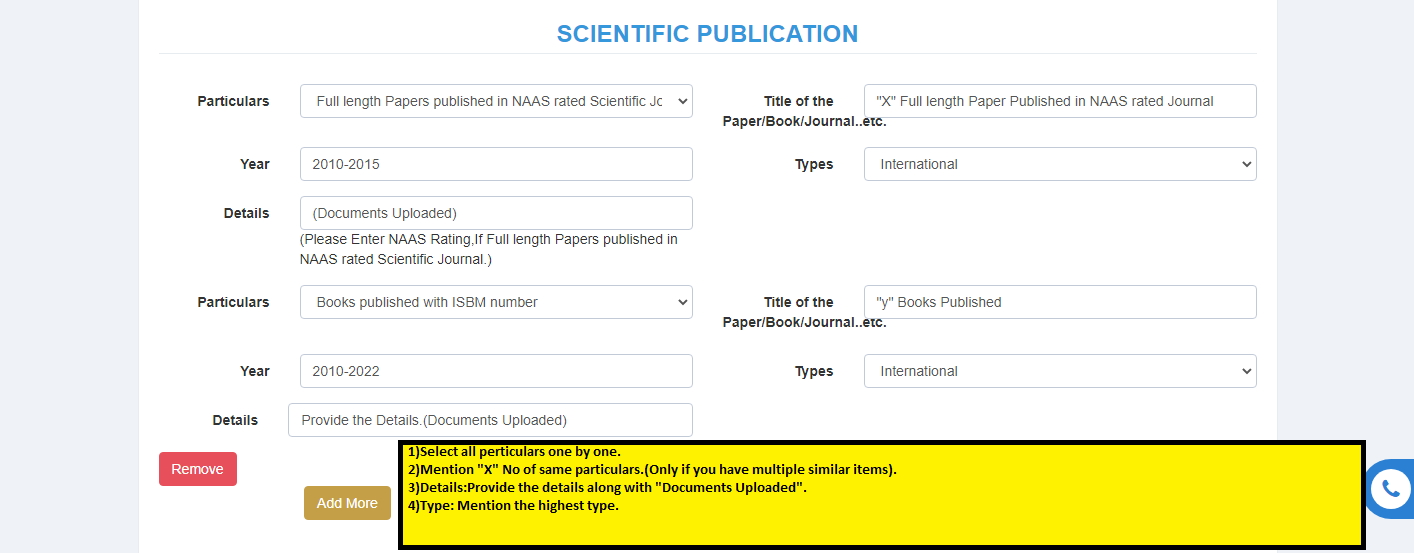 SCIENTIFIC PUBLICATION
Particulars
Full length Papers published in NAAS rated Scientific Jc
Title of the
Paper/Book/Journal..etc.
"X" Full length Paper Published in NAAS rated Journal
Year
2010-2015
Types
International
Details
(Documents Uploaded)
(Please Enter NAAS Rating,If Full length Papers published in
NAAS rated Scientific Journal.)
Particulars
Books published with ISBM number
Title of the
Paper/Book/Journal..etc.
"y" Books Published
Year
2010-2022
Types
International
Details
Provide the Details.(Documents Uploaded)
Remove
Add More
1)Select all perticulars one by one.
2)Mention "X" No of same particulars.(Only if you have multiple similar items).
3)Details:Provide the details along with "Documents Uploaded".
4)Type: Mention the highest type.